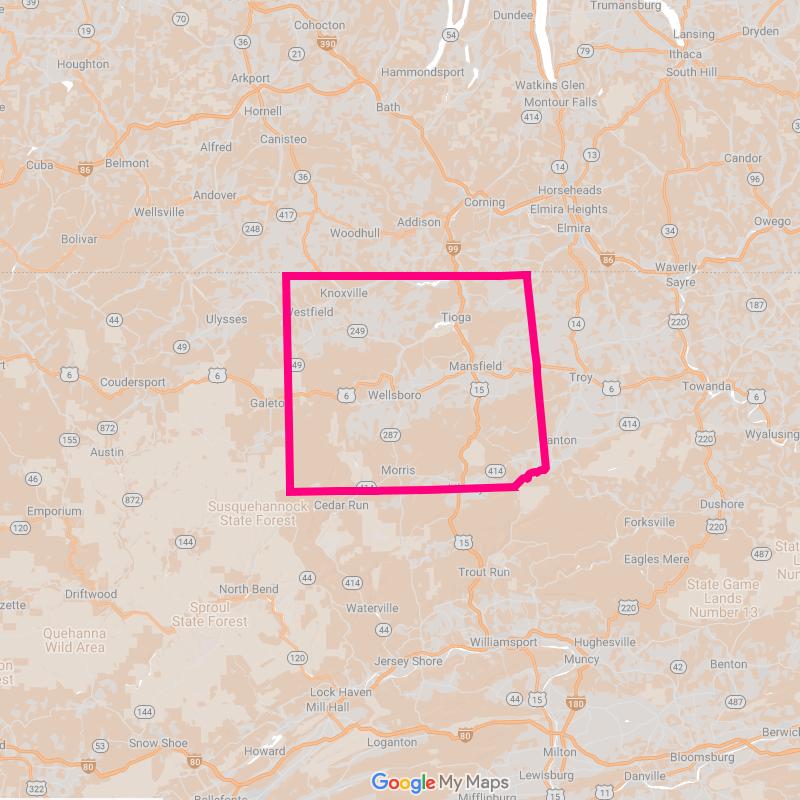 Dundee
Trumansburg
Cohocton
70
36
390
54
Lansing
Dryden
19
21
79
Ithaca
Houghton
Hammondsport
South Hill
Arkport
Watkins Glen
Montour Falls
Bath
Hornell
414
Canisteo
Alfred
13
Candor
Cuba
86
Belmont
14
36
96
Andover
Horseheads
Corning
Elmira Heights
Wellsville
417
Addison
Owego
248
Woodhull
Elmira
34
Bolivar
99
86
Waverly
Sayre
Knoxville
187
Westfield
44
Ulysses
Tioga
220
249
14
49
49
Mansfield
6
6
Troy
Coudersport
6
Towanda
15
6
Galeton
6
Wellsboro
6
872
414
155
287
Canton
220
Wyalusing
Austin
Morris
414
46
414
872
Cedar Run
Dushore
Susquehannock
State Forest
Emporium
Forksville
120
220
144
15
487
Eagles Mere
44
Trout Run
414
North Bend
State Game
Lands
Number 13
Driftwood
Sproul
State Forest
Waterville
220
44
Quehanna
Wild Area
Williamsport
Hughesville
120
Jersey Shore
Muncy
42
Benton
Lock Haven
44
15
487
Mill Hall
180
144
Snow Shoe
53
Loganton
80
Howard
80
Milton
Berwick
80
Bloomsburg
Lewisburg
Danville
322
Bellefonte
Google My Maps
Mifflinburg
15
11